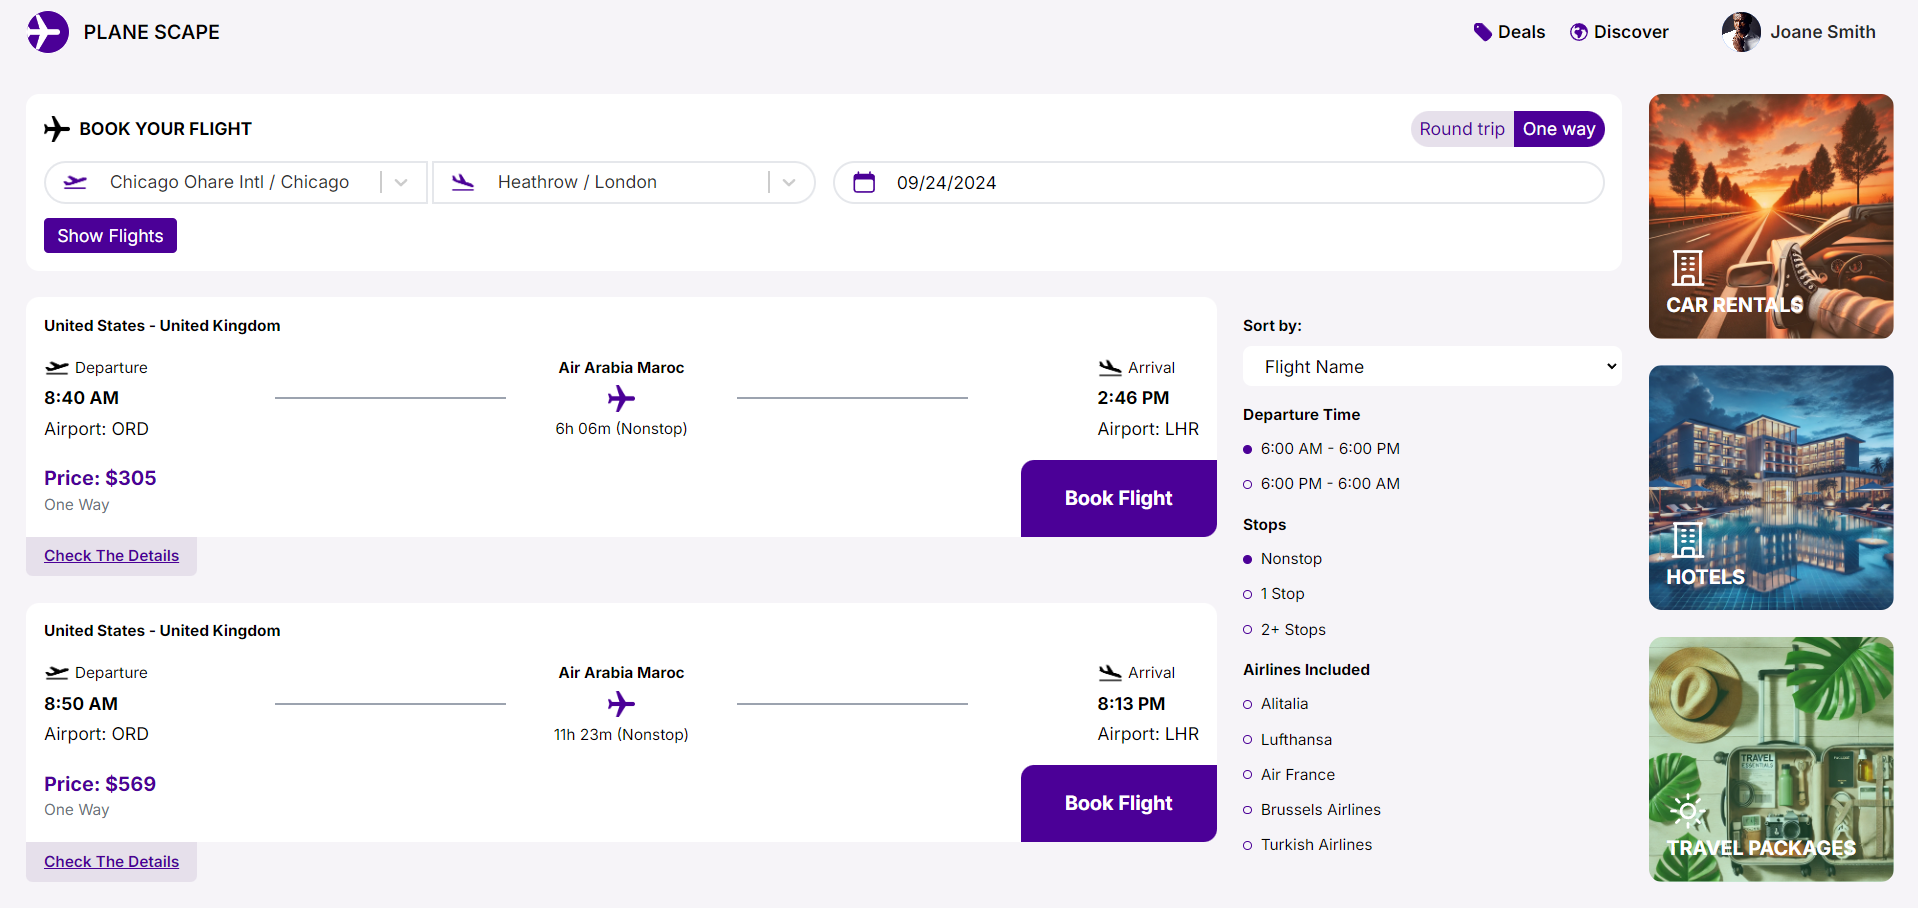 PLANE SCAPE
Deals
Discover
Joane Smith
BOOK YOUR FLIGHT
Round trip
One way
Chicago Ohare Intl / Chicago
Heathrow / London
09/24/2024
Show Flights
United States - United Kingdom
Departure
Air Arabia Maroc
Arrival
8:40 AM
2:46 PM
Airport: ORD
6h 06m (Nonstop)
Airport: LHR
Price: $305
One Way
Book Flight
Check The Details
United States - United Kingdom
Departure
Air Arabia Maroc
Arrival
8:50 AM
8:13 PM
Airport: ORD
11h 23m (Nonstop)
Airport: LHR
Price: $569
One Way
Book Flight
Check The Details
Sort by:
Flight Name
Departure Time
6:00 AM - 6:00 PM
6:00 PM - 6:00 AM
Stops
Nonstop
1 Stop
2+ Stops
Airlines Included
Alitalia
Lufthansa
Air France
Brussels Airlines
Turkish Airlines
CAR RENTALS
HOTELS
TRAVEL
TRAVEL PACKAGES